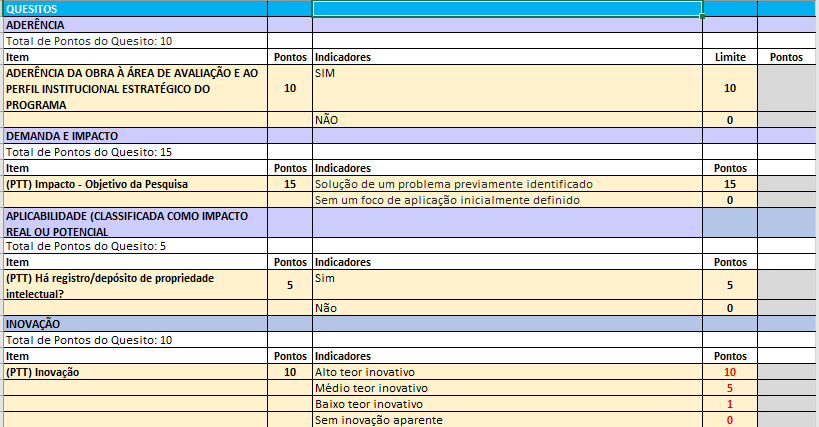 QUESITOS
ADERÊNCIA
Total de Pontos do Quesito: 10
Item Pontos Indicadores Limite Pontos
ADERÊNCIA DA OBRA À ÁREA DE AVALIAÇÃO E AO
PERFIL INSTITUCIONAL ESTRATÉGICO DO
PROGRAMA
10 SIM 10
NÃO 0
DEMANDA E IMPACTO
Total de Pontos do Quesito: 15
Item Pontos Indicadores
(PTT) Impacto - Objetivo da Pesquisa 15 Solução de um problema previamente identificado 15
Sem um foco de aplicação inicialmente definido 0
APLICABILIDADE (CLASSIFICADA COMO IMPACTO
REAL OU POTENCIAL
Total de Pontos do Quesito: 5
Item Pontos Indicadores
(PTT) Há registro/depósito de propriedade
intelectual?
5 Sim 5
Não 0
INOVAÇÃO
Total de Pontos do Quesito: 10
Item Pontos Indicadores Pontos
(PTT) Inovação 10 Alto teor inovativo 10
Médio teor inovativo 5
Baixo teor inovativo 1
Sem inovação aparente 0